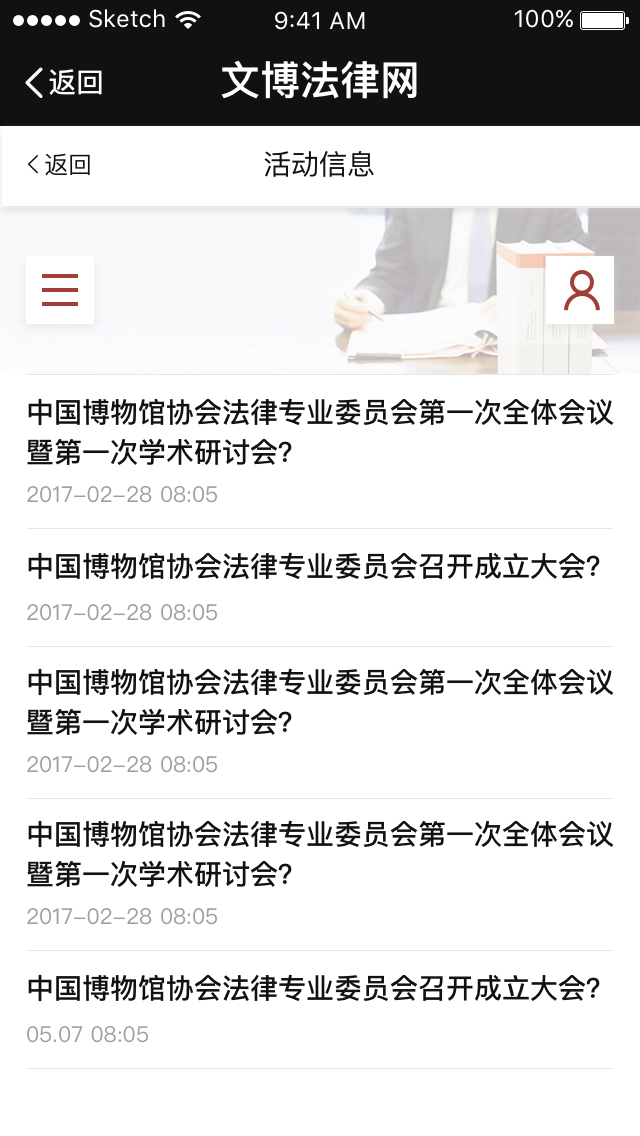 Sketch 9:41 AM 100%
返回 文博法律网
返回 活动信息
中国博物馆协会法律专业委员会第一次全体会议
暨第一次学术研讨会?
2017-02-28 08:05
中国博物馆协会法律专业委员会召开成立大会?
2017-02-28 08:05
中国博物馆协会法律专业委员会第一次全体会议
暨第一次学术研讨会?
2017-02-28 08:05
中国博物馆协会法律专业委员会第一次全体会议
暨第一次学术研讨会?
2017-02-28 08:05
中国博物馆协会法律专业委员会召开成立大会?
05.07 08:05